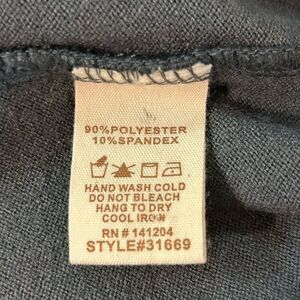 90%POLYESTER
10%SPANDEX
HAND WASH COLD
DO NOT BLEACH
HANG TO DRY
COOL IRON
RN# 141204
STYLE#31669